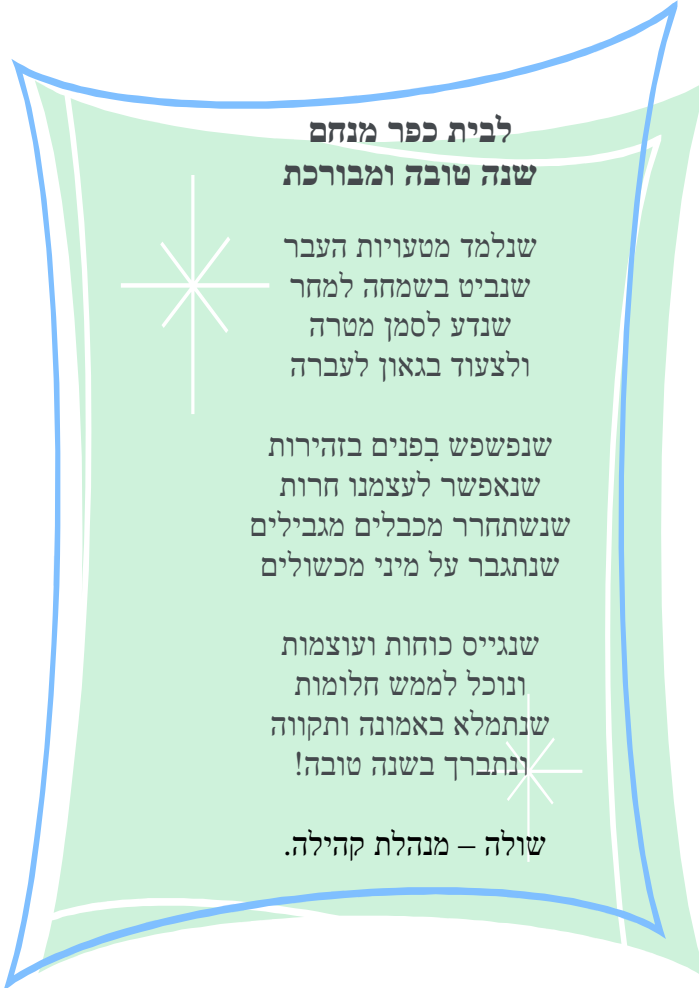 לבית כפר מנחם
שנה טובה ומבורכת
שנלמד מטעויות העבר
שנביט בשמחה למחר
שנדע לסמן מטרה
ולצעוד בגאון לעברה
שנפשפש בִפנים בזהירות
שנאפשר לעצמנו חרות
שנשתחרר מכבלים מגבילים
שנתגבר על מיני מכשולים
שנגייס כוחות ועוצמות
ונוכל לממש חלומות
שנתמלא באמונה ותקווה
ונתברך בשנה טובה!
שולה – מנהלת קהילה.